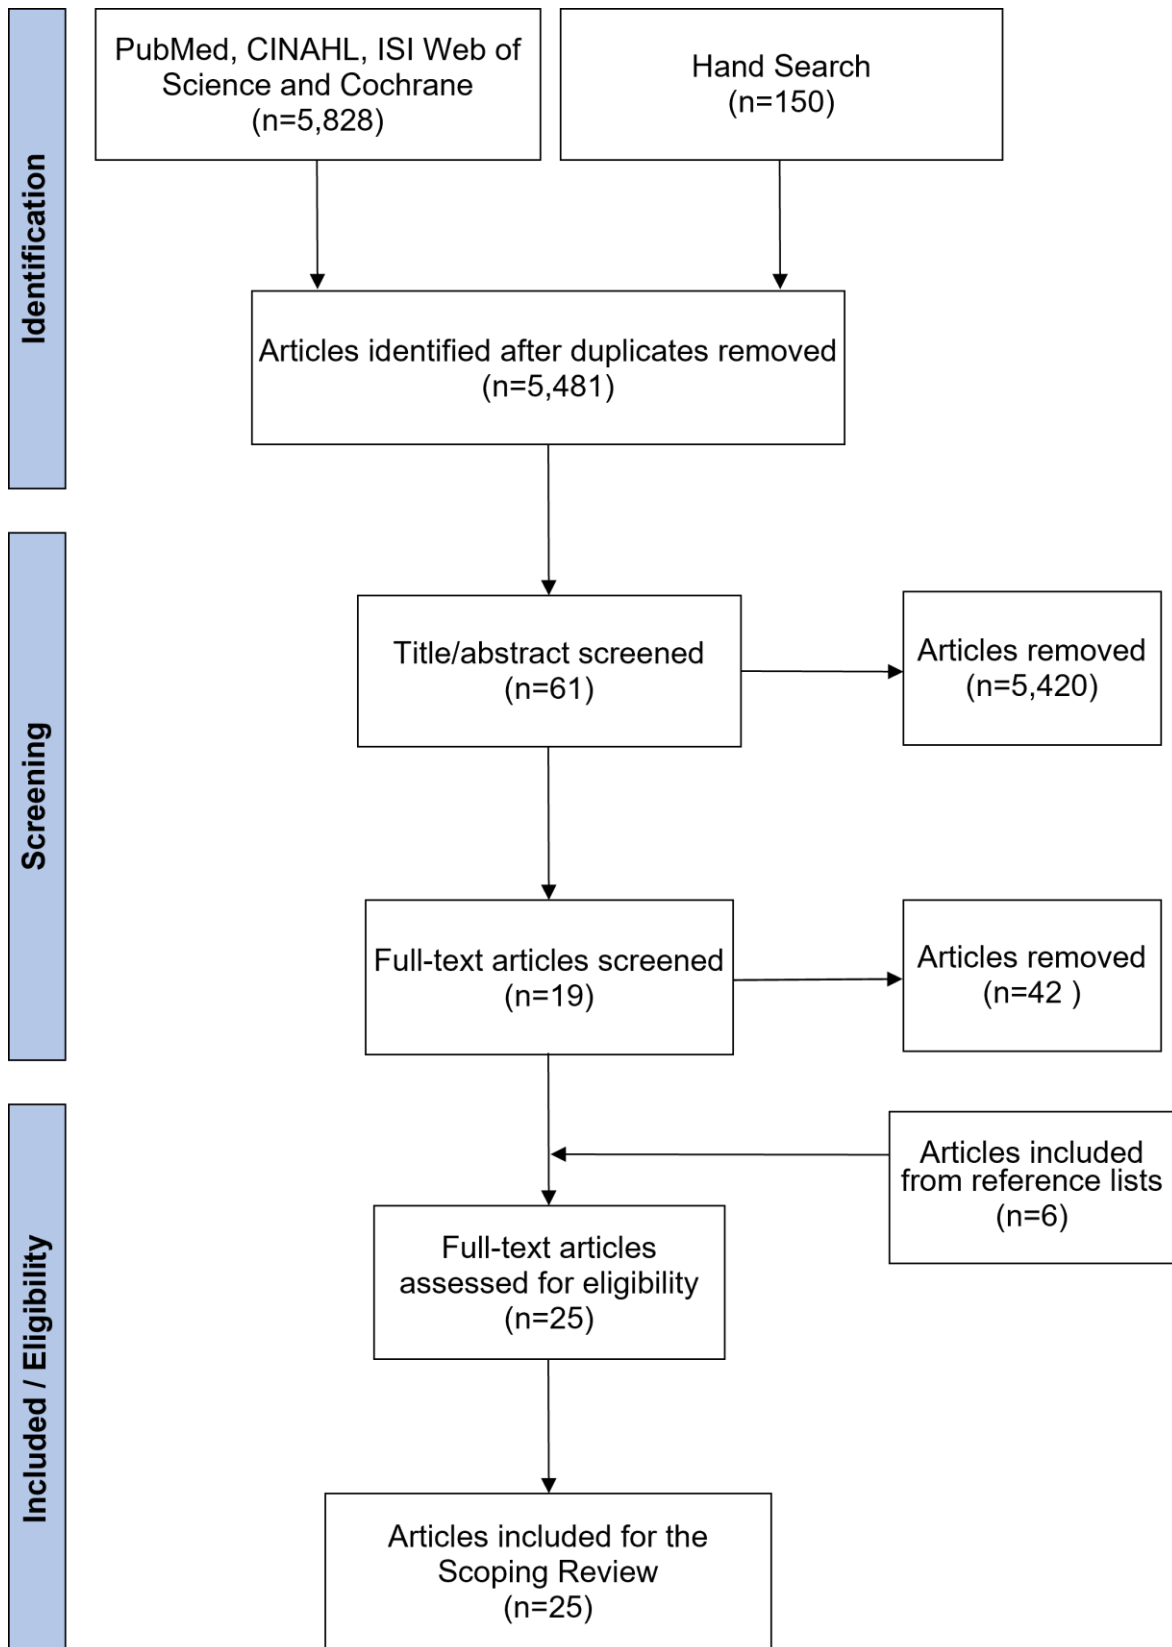 Identification
PubMed, CINAHL, ISI Web of
Science and Cochrane
(n=5,828)
Hand Search
(n=150)
Articles identified after duplicates removed
(n=5,481)
Screening
Title/abstract screened
(n=61)
Articles removed
(n=5,420)
Full-text articles screened
(n=19)
Articles removed
(n=42 )
Included / Eligibility
Articles included
from reference lists
(n=6)
Full-text articles
assessed for eligibility
(n=25)
Articles included for the
Scoping Review
(n=25)